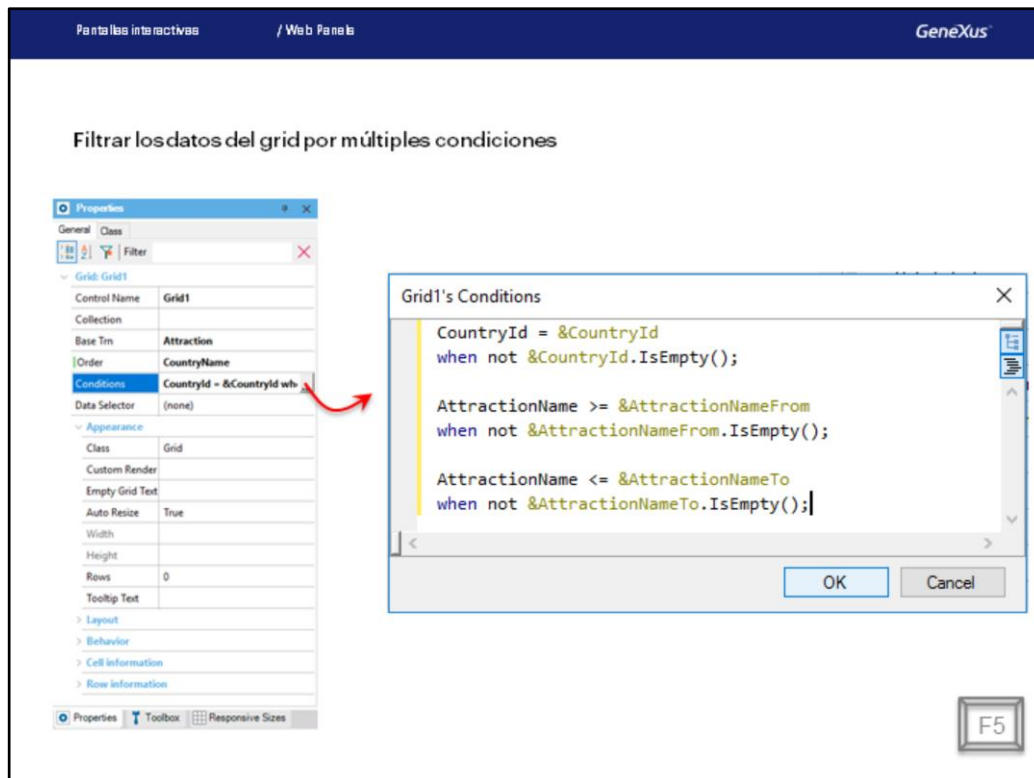 Pantallas interactivas / Web Panels GeneXus
Filtrar los datos del grid por múltiples condiciones
Properties
General Class
Filter
Grid: Grid1
Control Name Grid1
Collection
Base Trn Attraction
Order CountryName
Conditions CountryId = &CountryId whe ...
Data Selector (none)
Appearance
Class Grid
Custom Render
Empty Grid Text
Auto Resize True
Width
Height
Rows 0
Tooltip Text
Layout
Behavior
Cell information
Row information
Properties Toolbox Responsive Sizes
Grid1's Conditions
CountryId = &CountryId
when not &CountryId.IsEmpty();
AttractionName >= &AttractionNameFrom
when not &AttractionNameFrom.IsEmpty();
AttractionName <= &AttractionNameTo
when not &AttractionNameTo.IsEmpty();
OK Cancel
F5